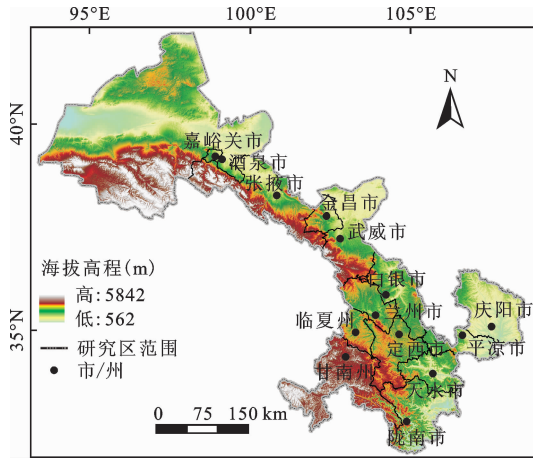 95°E 100°E 105°E
N
40°N
35°N
嘉峪关市
酒泉市
张掖市
金昌市
武威市
白银市
兰州市
临夏州
定西市
庆阳市
平凉市
甘南州
天水市
陇南市
海拔高程(m)
高:5842
低:562
研究区范围
市/州
0 75 150 km